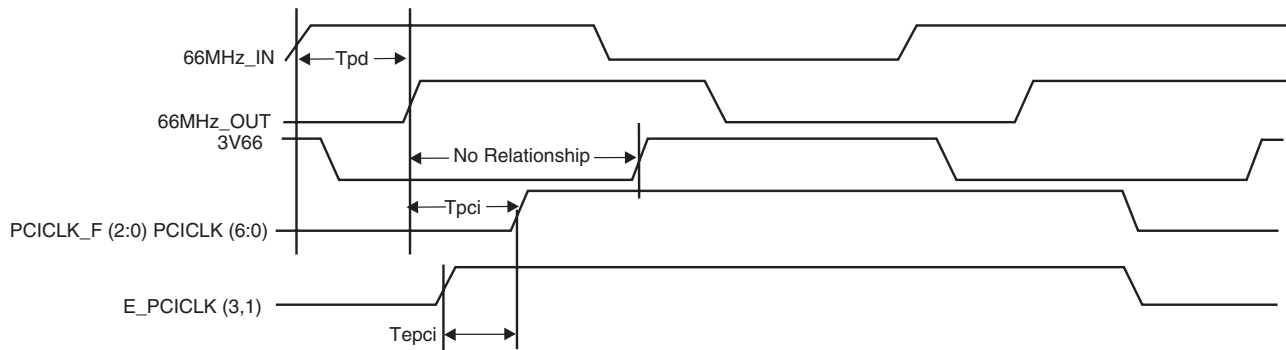 66MHz_IN
Tpd
66MHz_OUT
3V66
No Relationship
Tpci
PCICLK_F (2:0) PCICLK (6:0)
E_PCICLK (3,1)
Tepci